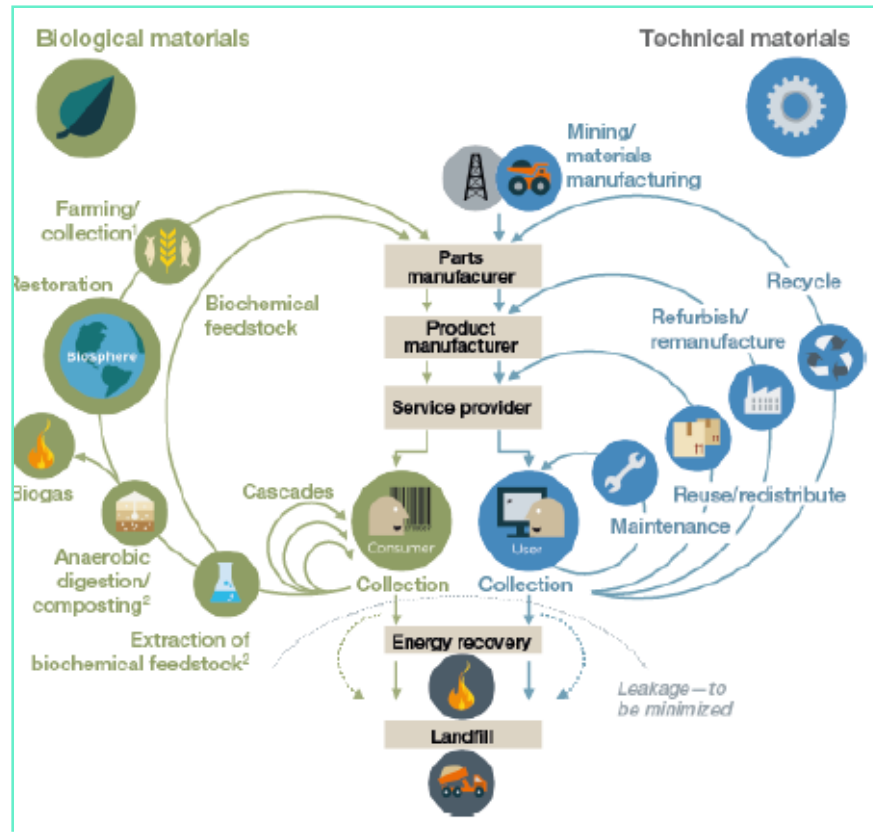 Biological materials
Technical materials
Mining/
materials
manufacturing
Farming/
collection¹
Restoration
Biosphere
Biochemical
feedstock
Parts
manufacurer
Product
manufacturer
Service provider
Recycle
Refurbish/
remanufacture
Reuse/redistribute
Maintenance
Biogas
Cascades
Anaerobic
digestion/
composting²
Extraction of
biochemical feedstock²
Consumer
User
Collection
Collection
Energy recovery
Leakage—to
be minimized
Landfill